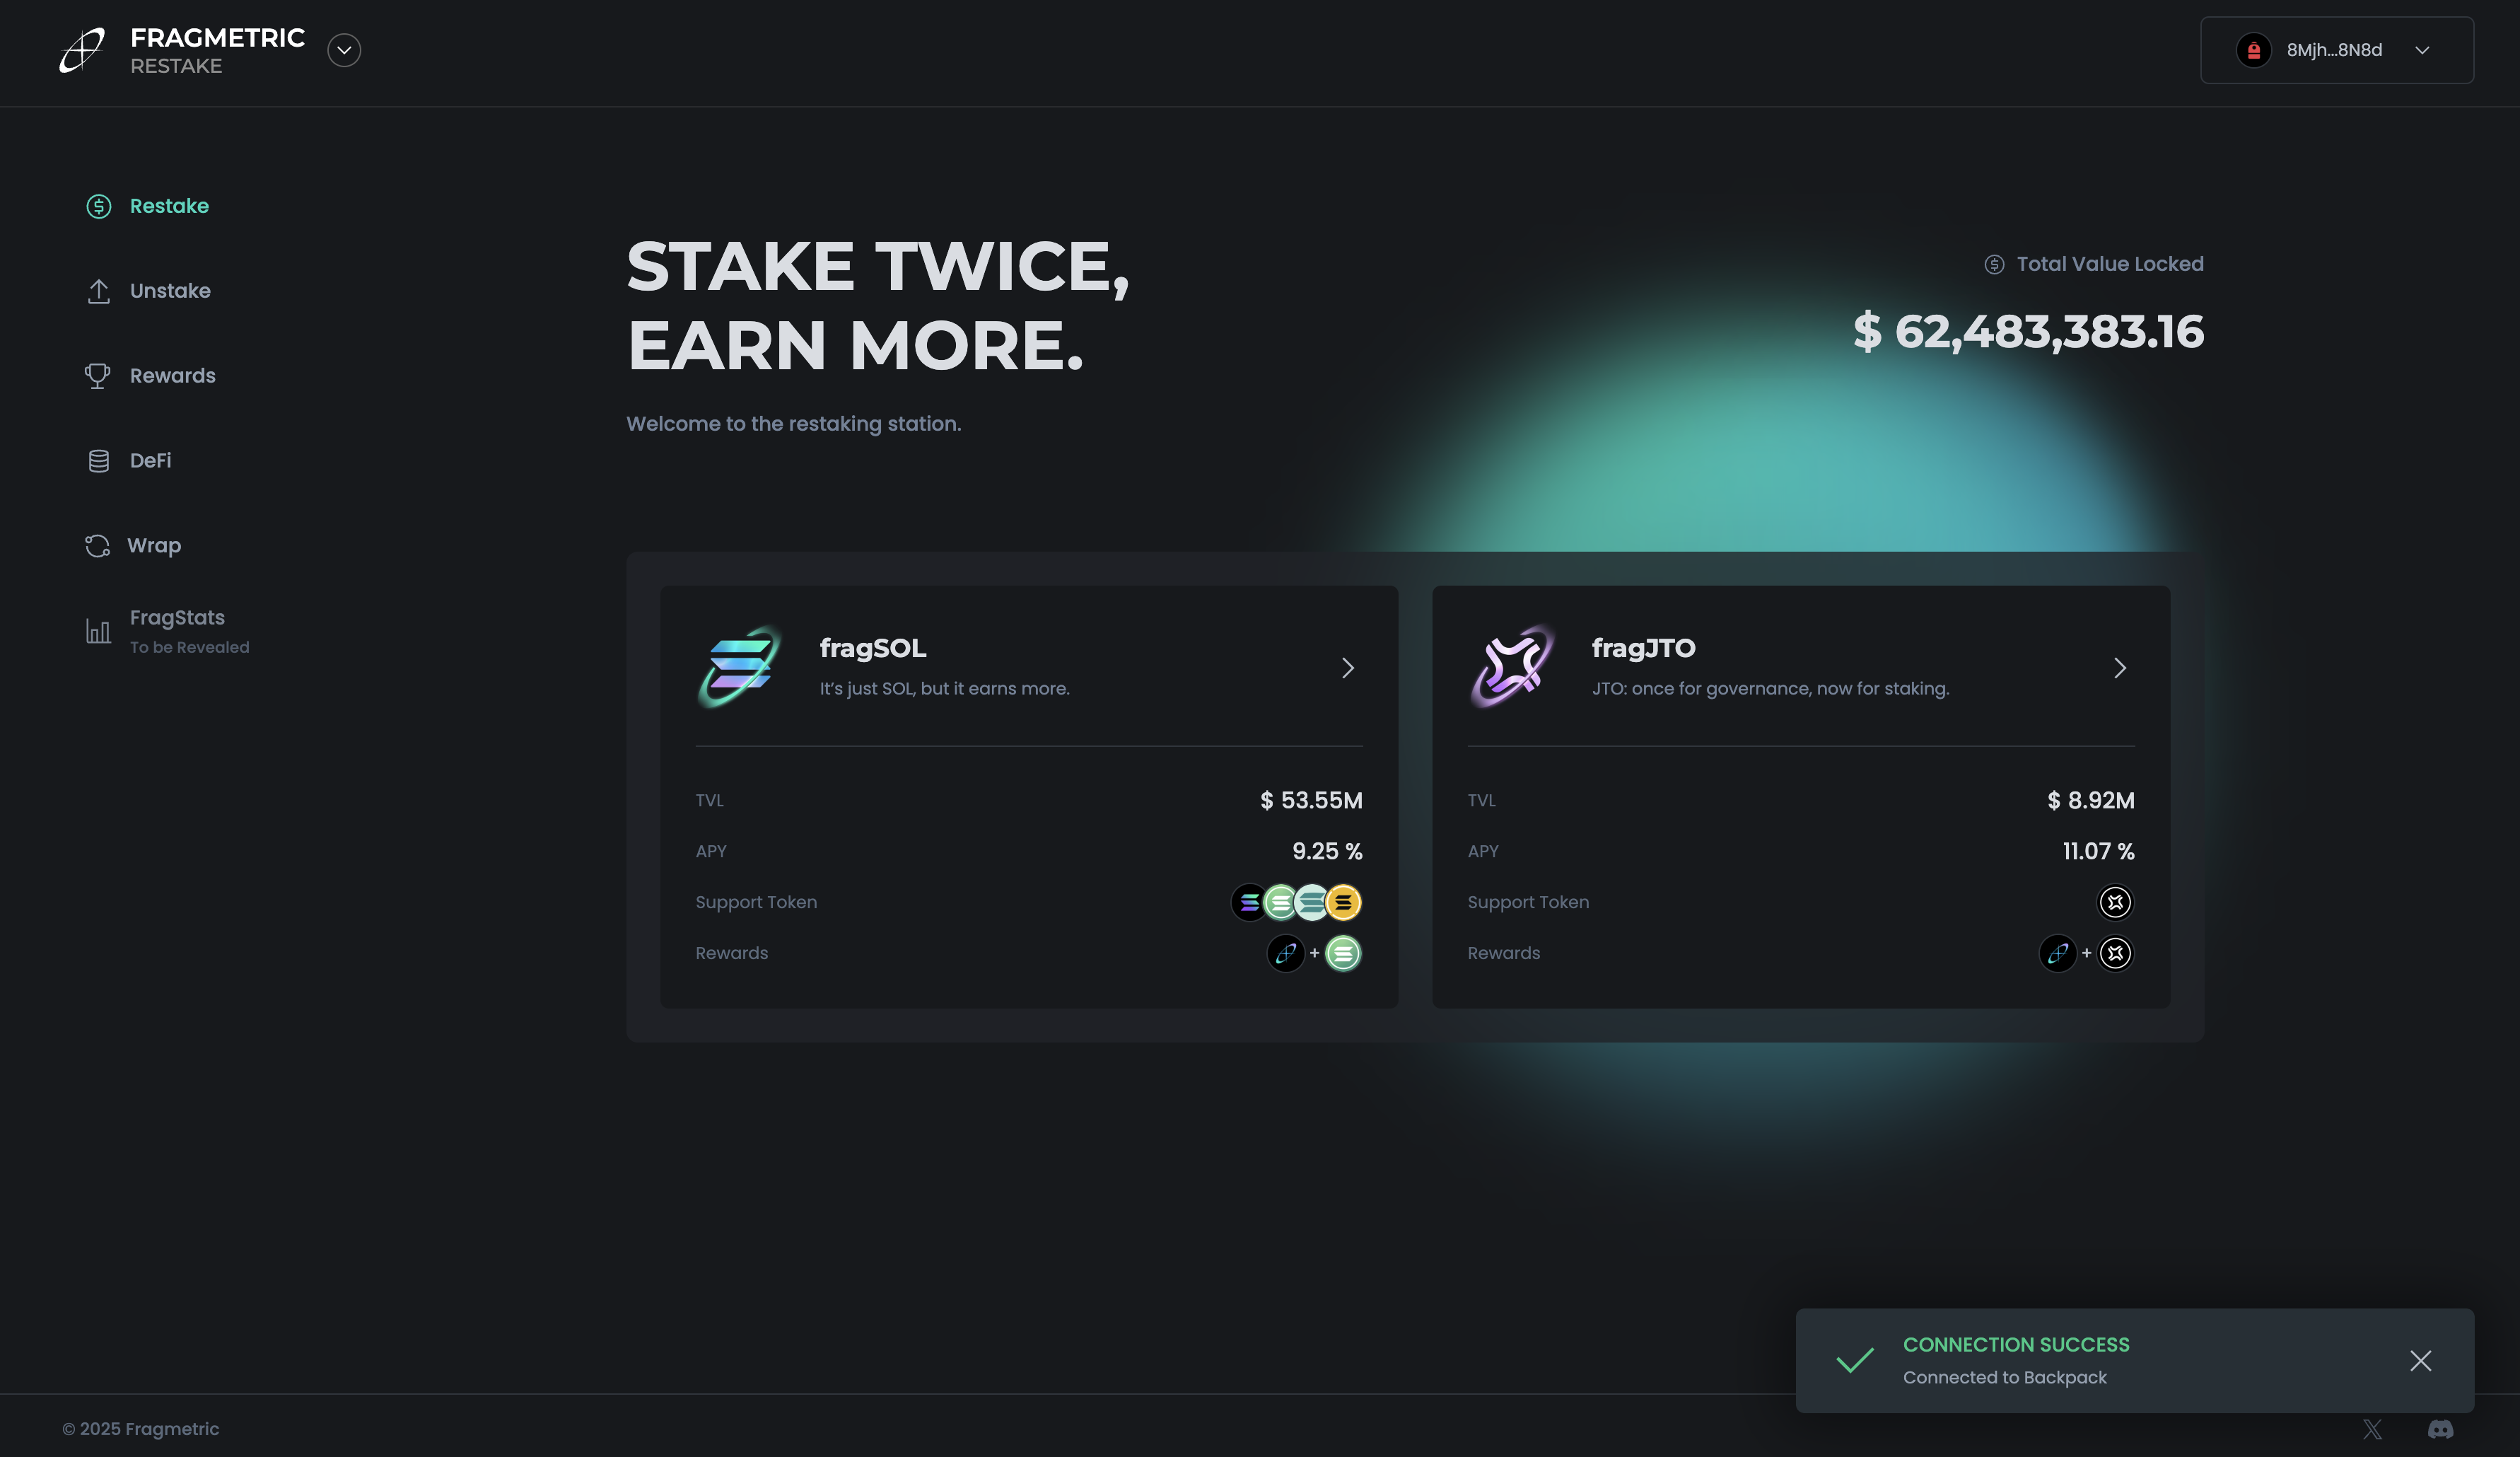 FRAGMETRIC
RESTAKE
8Mjh...8N8d
Restake
Unstake
Rewards
DeFi
Wrap
FragStats
To be Revealed
STAKE TWICE,
EARN MORE.
Welcome to the restaking station.
Total Value Locked
$ 62,483,383.16
fragSOL
It’s just SOL, but it earns more.
TVL
$ 53.55M
APY
9.25 %
Support Token
Rewards
+
fragJTO
JTO: once for governance, now for staking.
TVL
$ 8.92M
APY
11.07 %
Support Token
Rewards
+
CONNECTION SUCCESS
Connected to Backpack
© 2025 Fragmetric